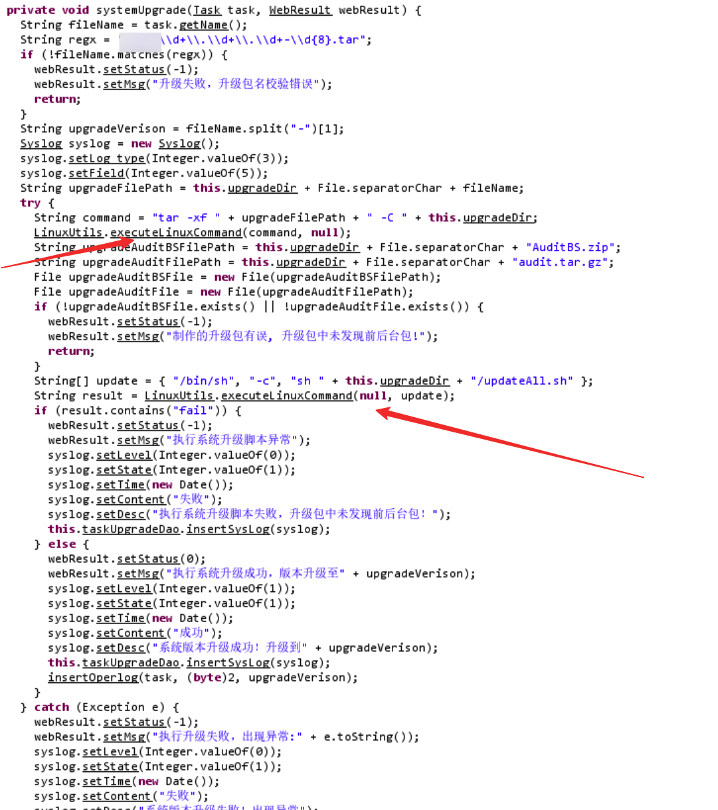 private void systemUpgrade(Task task, WebResult webResult) {
String fileName = task.getName();
String regx = "\\d+\\.\\d+\\.\\d+-\\d{8}.tar";
if (!fileName.matches(regx)) {
webResult.setStatus(-1);
webResult.setMsg("升级失败, 升级包名校验错误");
return;
}
String upgradeVerison = fileName.split("-")[1];
Syslog syslog = new Syslog();
syslog.setLog_type(Integer.valueOf(3));
syslog.setField(Integer.valueOf(5));
String upgradeFilePath = this.upgradeDir + File.separatorChar + fileName;
try {
String command = "tar -xf " + upgradeFilePath + " -C " + this.upgradeDir;
LinuxUtils.executeLinuxCommand(command, null);
String upgradeAuditBSFilePath = this.upgradeDir + File.separatorChar + "AuditBS.zip";
String upgradeAuditFilePath = this.upgradeDir + File.separatorChar + "audit.tar.gz";
File upgradeAuditBSFile = new File(upgradeAuditBSFilePath);
File upgradeAuditFile = new File(upgradeAuditFilePath);
if (!upgradeAuditBSFile.exists() || !upgradeAuditFile.exists()) {
webResult.setStatus(-1);
webResult.setMsg("制作的升级包有误, 升级包中未发现前后台包!");
return;
}
String[] update = { "/bin/sh", "-c", "sh " + this.upgradeDir + "/updateAll.sh" };
String result = LinuxUtils.executeLinuxCommand(null, update);
if (result.contains("fail")) {
webResult.setStatus(-1);
webResult.setMsg("执行系统升级脚本异常");
syslog.setLevel(Integer.valueOf(0));
syslog.setState(Integer.valueOf(1));
syslog.setTime(new Date());
syslog.setContent("失败");
syslog.setDesc("执行系统升级脚本失败, 升级包中未发现前后台包! ");
this.taskUpgradeDao.insertSysLog(syslog);
} else {
webResult.setStatus(0);
webResult.setMsg("执行系统升级成功, 版本升级至" + upgradeVerison);
syslog.setLevel(Integer.valueOf(1));
syslog.setState(Integer.valueOf(1));
syslog.setTime(new Date());
syslog.setContent("成功");
syslog.setDesc("系统版本升级成功! 升级到" + upgradeVerison);
this.taskUpgradeDao.insertSysLog(syslog);
insertOperlog(task, (byte)2, upgradeVerison);
}
} catch (Exception e) {
webResult.setStatus(-1);
webResult.setMsg("执行升级失败, 出现异常:" + e.toString());
syslog.setLevel(Integer.valueOf(0));
syslog.setState(Integer.valueOf(1));
syslog.setTime(new Date());
syslog.setContent("失败");
syslog.setDesc("系统版本升级失败! 出现异常");